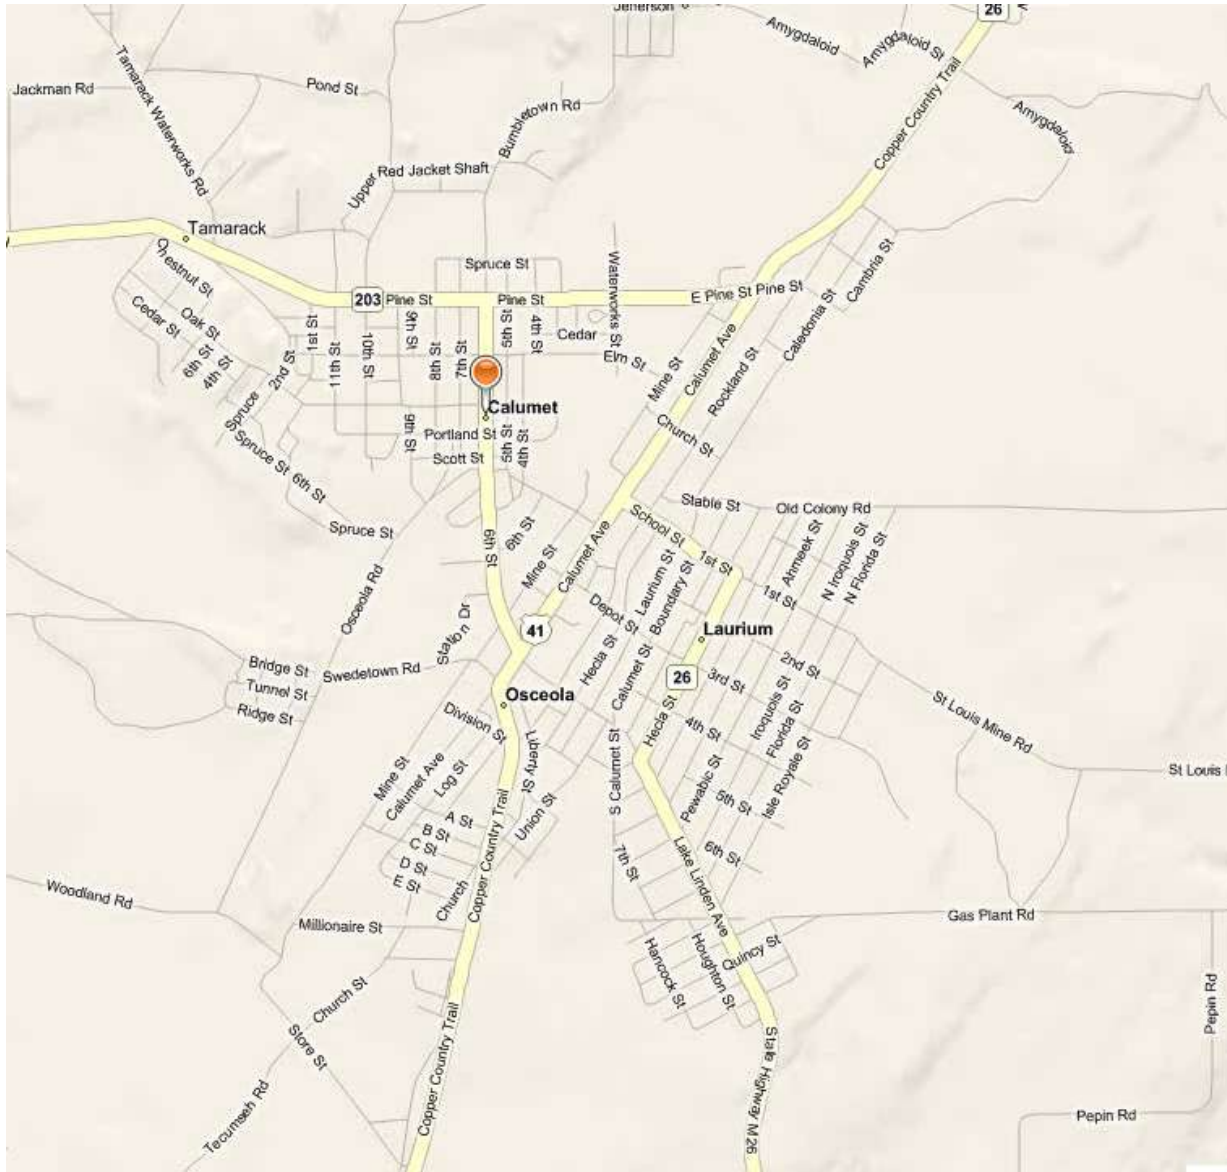 Jefferson
26
Amygdaloid
Amygdaloid St
Tamarack Waterworks Rd
Jackman Rd
Pond St
Bumbletown Rd
Copper Country Trail
Amygdaloid
Upper
Red Jacket Shaft
Tamarack
Chestnut St
Spruce St
Waterworks St
Cambria St
203
Pine St
Pine St
E Pine St
Pine St
Cedar St
Oak St
1st St
9th St
5th St
4th St
Cedar
Caledonia St
6th St
4th St
2nd St
11th St
10th St
8th St
7th St
Elm St
Mine St
Calumet Ave
Rockland St
Spruce
Calumet
Church St
9th St
Portland St
5th St
4th St
Scott St
Spruce St
6th St
Stable St
Old Colony Rd
School St
Spruce St
6th St
6th St
Mine St
Calumet Ave
Laurium St
1st St
Ahmeek St
N Iroquois St
N Florida St
Osceola Rd
Boundary St
1st St
Depot St
Station Dr
41
Laurium
Bridge St
Swedetown Rd
Hecla St
Calumet St
2nd St
Tunnel St
26
3rd St
Ridge St
Osceola
Iroquois St
St Louis Mine Rd
Division St
Hecla St
4th St
Florida St
Liberty St
S Calumet St
Isle Royale St
Mine St
Calumet Ave
Log St
Pewabic St
St Louis
5th St
Copper Country Trail
Union St
A St
B St
C St
D St
E St
7th St
Lake Linden Ave
6th St
Woodland Rd
Church
Millionaire St
Gas Plant Rd
Hancock St
Houghton St
Quincy St
Church St
Store St
Copper Country Trail
Pepin Rd
State Highway M26
Tecumseh Rd
Pepin Rd